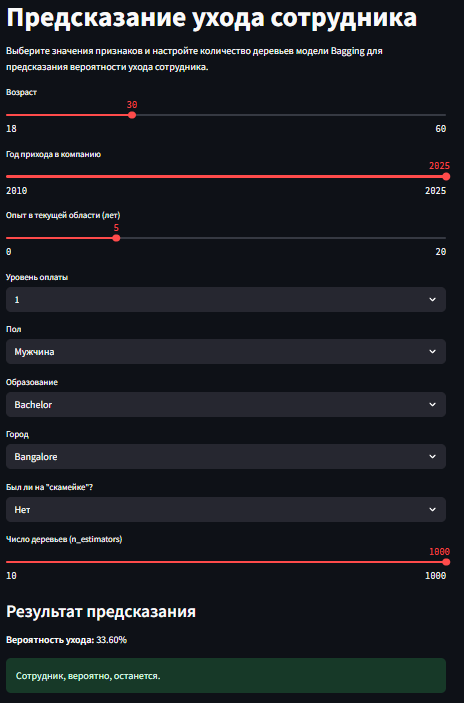 Предсказание ухода сотрудника
Выберите значения признаков и настройте количество деревьев модели Bagging для
предсказания вероятности ухода сотрудника.
Возраст
30
18 60
Год прихода в компанию
2025
2010 2025
Опыт в текущей области (лет)
5
0 20
Уровень оплаты
1
Пол
Мужчина
Образование
Bachelor
Город
Bangalore
Был ли на "скамейке"?
Нет
Число деревьев (n_estimators)
1000
10 1000
Результат предсказания
Вероятность ухода: 33.60%
Сотрудник, вероятно, останется.